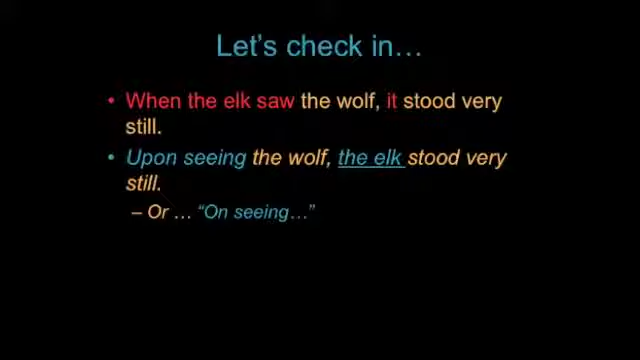 Let's check in…
• When the elk saw the wolf, it stood very
still.
• Upon seeing the wolf, the elk stood very
still.
– Or … “On seeing…”